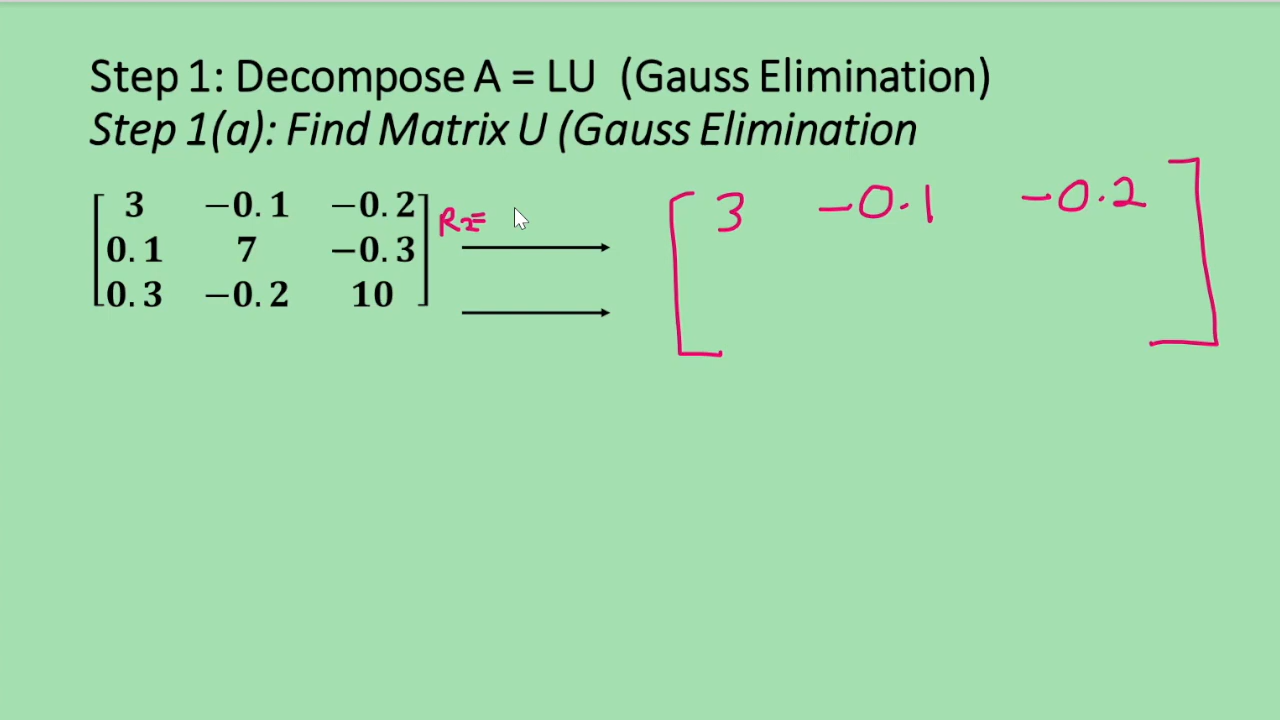 Step 1: Decompose A = LU (Gauss Elimination)
Step 1(a): Find Matrix U (Gauss Elimination
3 −0.1 −0.2 R2= 3 −0.1 −0.2
0.1 7 −0.3
0.3 −0.2 10